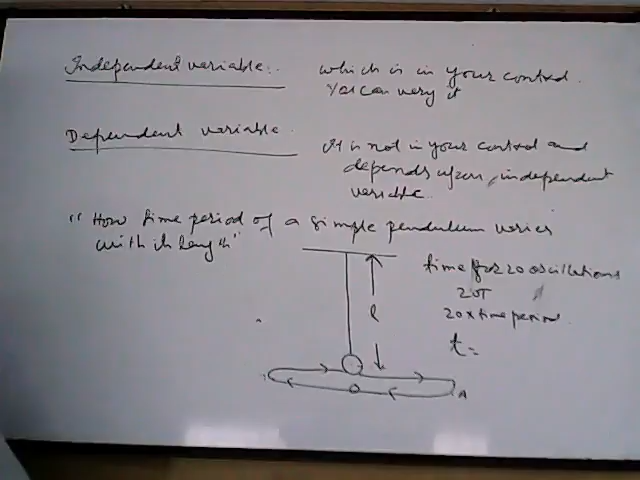 Independent variable.. which is in your control.
You can very it
Dependent variable. It is not in your control and
depends upon, independent
variable.
"How time period of a simple pendulum varies
with its length"
time for 20 oscillations
20T
20 x time period.
l
t =
O A